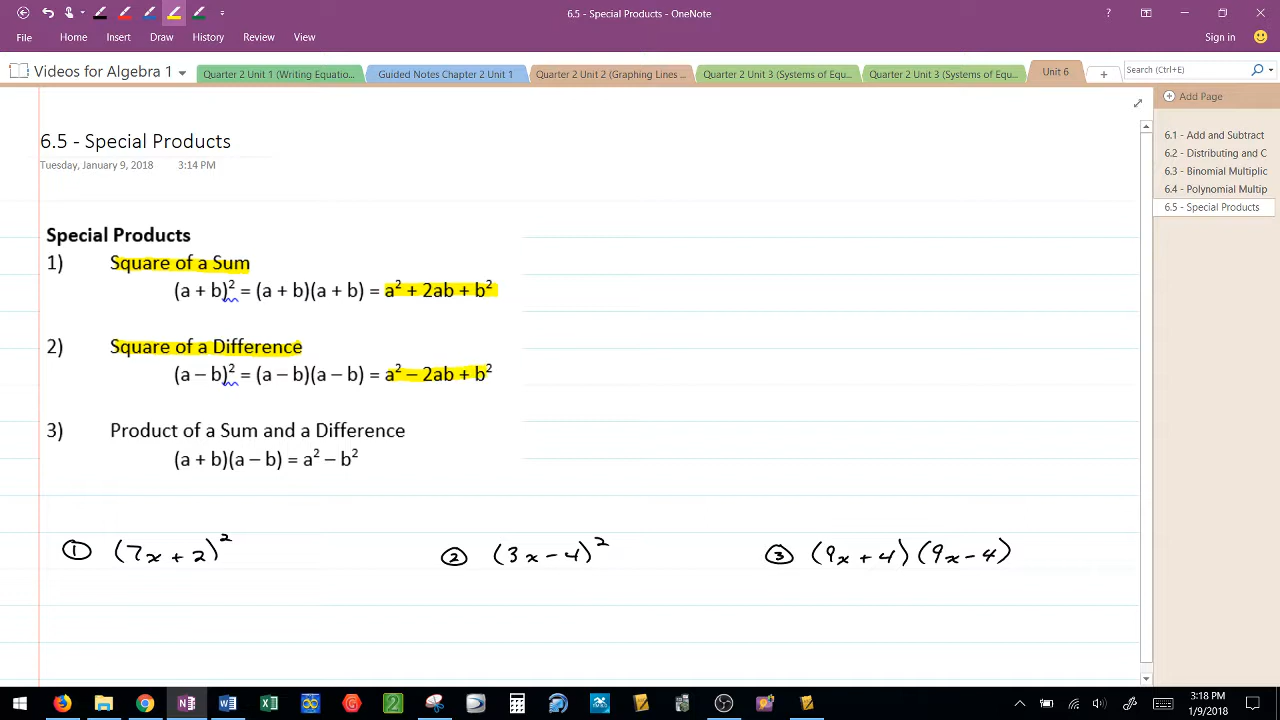 6.5 - Special Products - OneNote
? Sign in
File Home Insert Draw History Review View
Videos for Algebra 1
Quarter 2 Unit 1 (Writing Equatio... Guided Notes Chapter 2 Unit 1 Quarter 2 Unit 2 (Graphing Lines ... Quarter 2 Unit 3 (Systems of Equ... Quarter 2 Unit 3 (Systems of Equ... Unit 6 + Search (Ctrl+E)
Add Page
6.1 - Add and Subtract
6.2 - Distributing and C
6.3 - Binomial Multiplic
6.4 - Polynomial Multip
6.5 - Special Products
6.5 - Special Products
Tuesday, January 9, 2018 3:14 PM
Special Products
1) Square of a Sum
(a + b)² = (a + b)(a + b) = a² + 2ab + b²
2) Square of a Difference
(a – b)² = (a – b)(a – b) = a² – 2ab + b²
3) Product of a Sum and a Difference
(a + b)(a – b) = a² – b²
① (7x + 2)² ② (3x - 4)² ③ (9x + 4)(9x - 4)
3:18 PM
1/9/2018